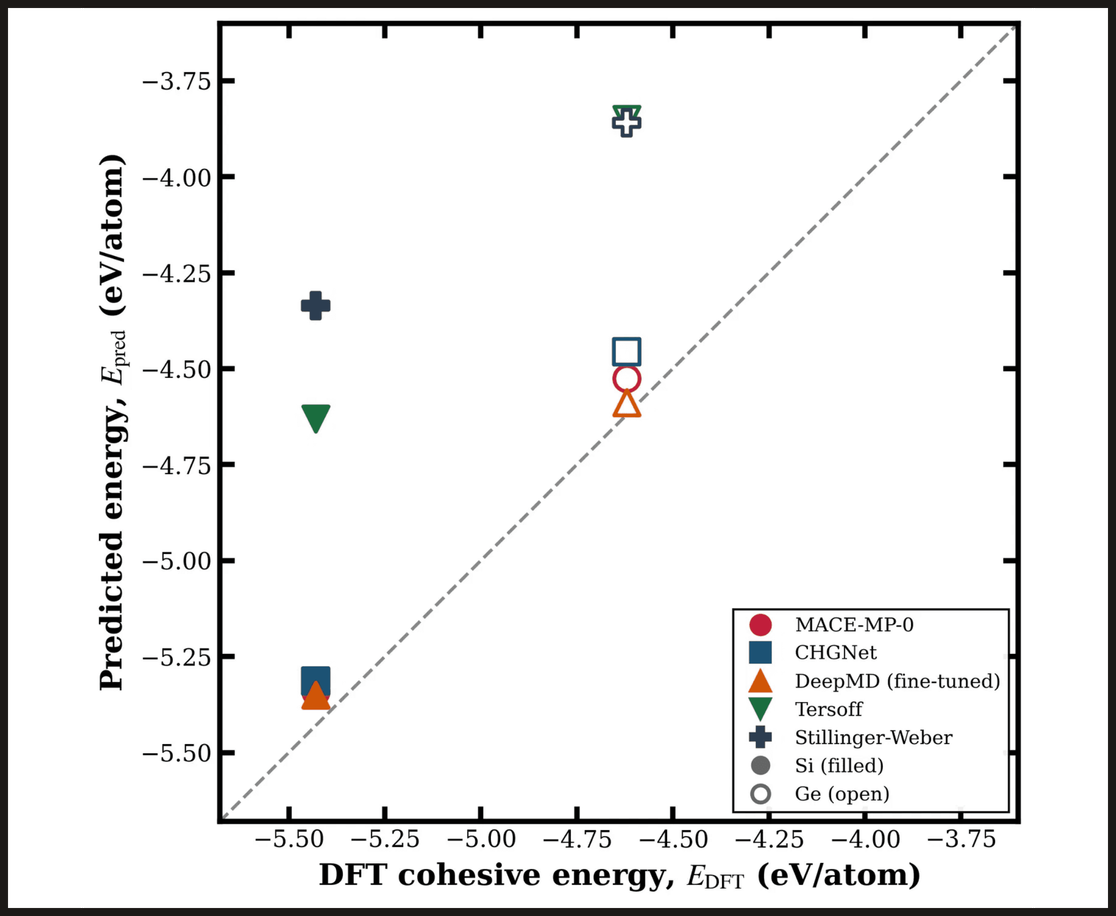 −3.75
−4.00
−4.25
−4.50
−4.75
−5.00
−5.25
−5.50
Predicted energy, E_pred (eV/atom)
MACE-MP-0
CHGNet
DeepMD (fine-tuned)
Tersoff
Stillinger-Weber
Si (filled)
Ge (open)
−5.50 −5.25 −5.00 −4.75 −4.50 −4.25 −4.00 −3.75
DFT cohesive energy, E_DFT (eV/atom)